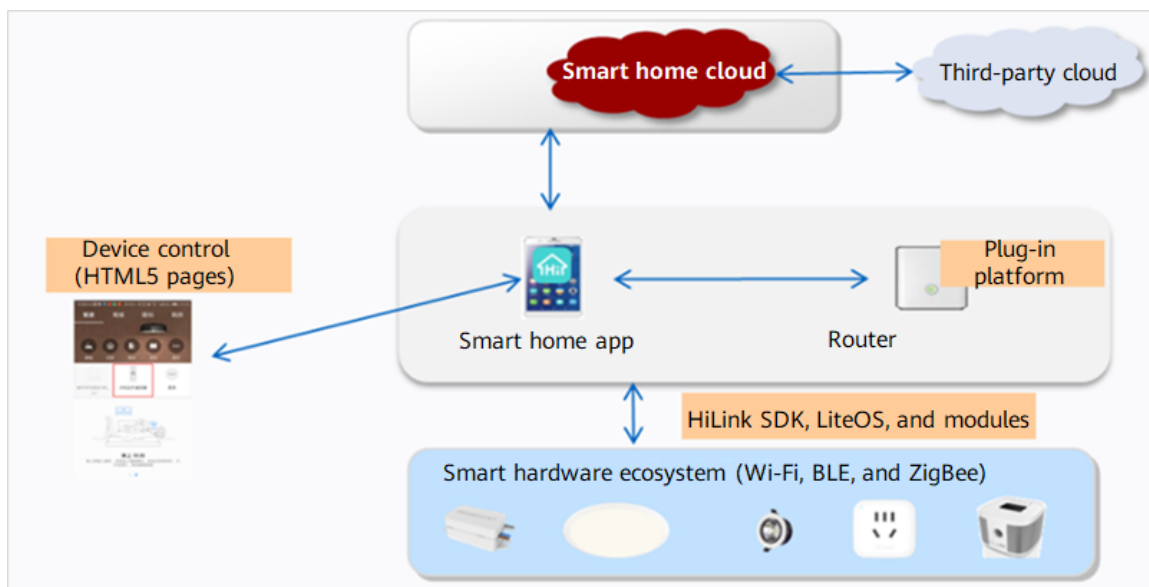 Smart home cloud
Third-party cloud
Device control
(HTML5 pages)
Hi
Plug-in
platform
Smart home app
Router
HiLink SDK, LiteOS, and modules
Smart hardware ecosystem (Wi-Fi, BLE, and ZigBee)